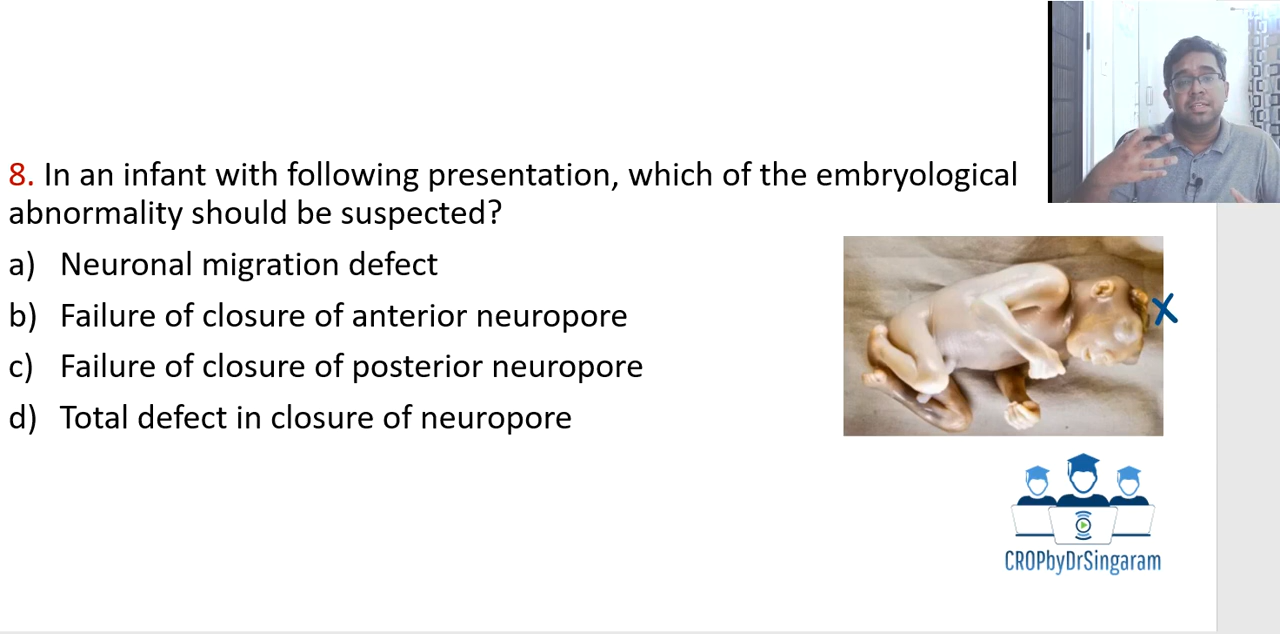 8. In an infant with following presentation, which of the embryological
abnormality should be suspected?
a) Neuronal migration defect
b) Failure of closure of anterior neuropore
c) Failure of closure of posterior neuropore
d) Total defect in closure of neuropore
X
CROPbyDrSingaram